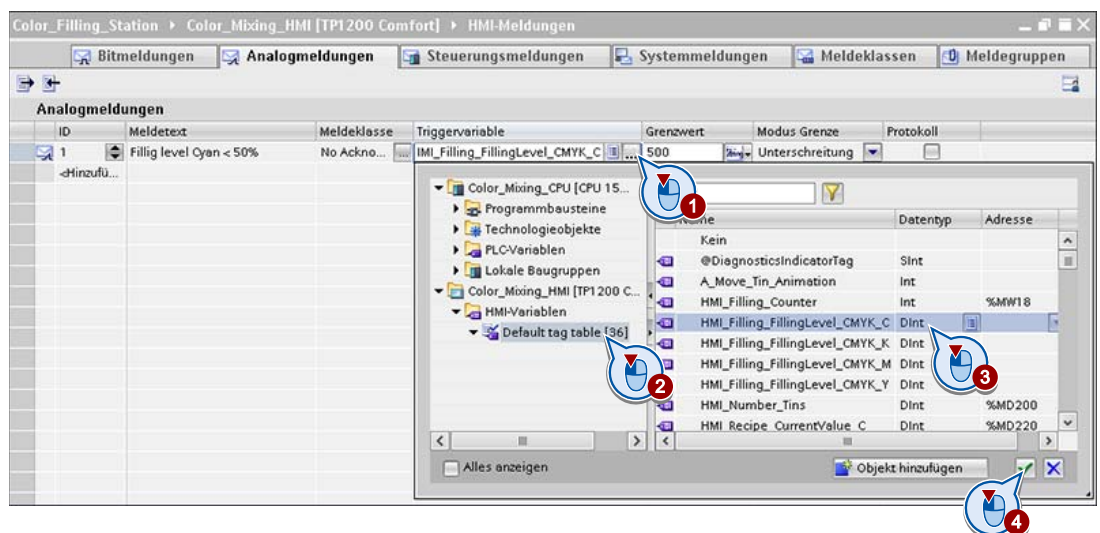 Color_Filling_Station ▸ Color_Mixing_HMI [TP1200 Comfort] ▸ HMI-Meldungen
Bitmeldungen Analogmeldungen Steuerungsmeldungen Systemmeldungen Meldeklassen Meldegruppen
Analogmeldungen
ID Meldetext Meldeklasse Triggervariable Grenzwert Modus Grenze Protokoll
1 Fillig level Cyan < 50% No Ackno... ... IMI_Filling_FillingLevel_CMYK_C ... 500 Unterschreitung
<Hinzufü...
Color_Mixing_CPU [CPU 15...
Programmbausteine
Technologieobjekte
PLC-Variablen
Lokale Baugruppen
Color_Mixing_HMI [TP1200 C...
HMI-Variablen
Default tag table [36]
1
2
Datentyp Adresse
Kein
@DiagnosticsIndicatorTag SInt
A_Move_Tin_Animation Int
HMI_Filling_Counter Int %MW18
HMI_Filling_FillingLevel_CMYK_C DInt
HMI_Filling_FillingLevel_CMYK_K DInt
HMI_Filling_FillingLevel_CMYK_M DInt
HMI_Filling_FillingLevel_CMYK_Y DInt
HMI_Number_Tins DInt %MD200
HMI_Recipe_CurrentValue_C DInt %MD220
3
Alles anzeigen Objekt hinzufügen
4